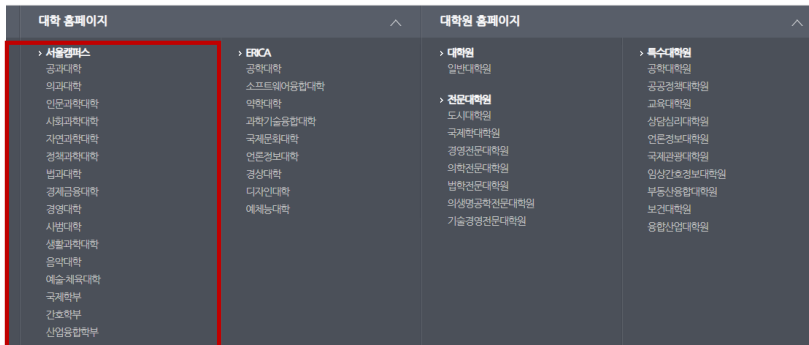 대학 홈페이지
서울캠퍼스
공과대학
의과대학
인문과학대학
사회과학대학
자연과학대학
정책과학대학
법과대학
경제금융대학
경영대학
사범대학
생활과학대학
음악대학
예술·체육대학
국제학부
간호학부
산업융합학부
ERICA
공학대학
소프트웨어융합대학
약학대학
과학기술융합대학
국제문화대학
언론정보대학
경상대학
디자인대학
예체능대학
대학원 홈페이지
대학원
일반대학원
전문대학원
도시대학원
국제학대학원
경영전문대학원
의학전문대학원
법학전문대학원
의생명공학전문대학원
기술경영전문대학원
특수대학원
공학대학원
공공정책대학원
교육대학원
상담심리대학원
언론정보대학원
국제관광대학원
임상간호정보대학원
부동산융합대학원
보건대학원
융합산업대학원